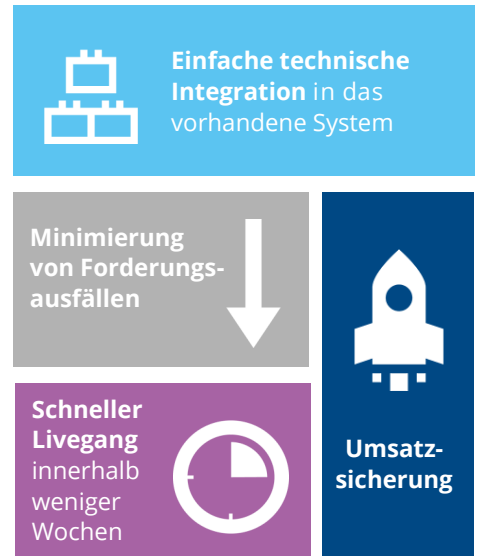 Einfache technische
Integration in das
vorhandene System
Minimierung
von Forderungs-
ausfällen
Schneller
Livegang
innerhalb
weniger
Wochen
Umsatz-
sicherung